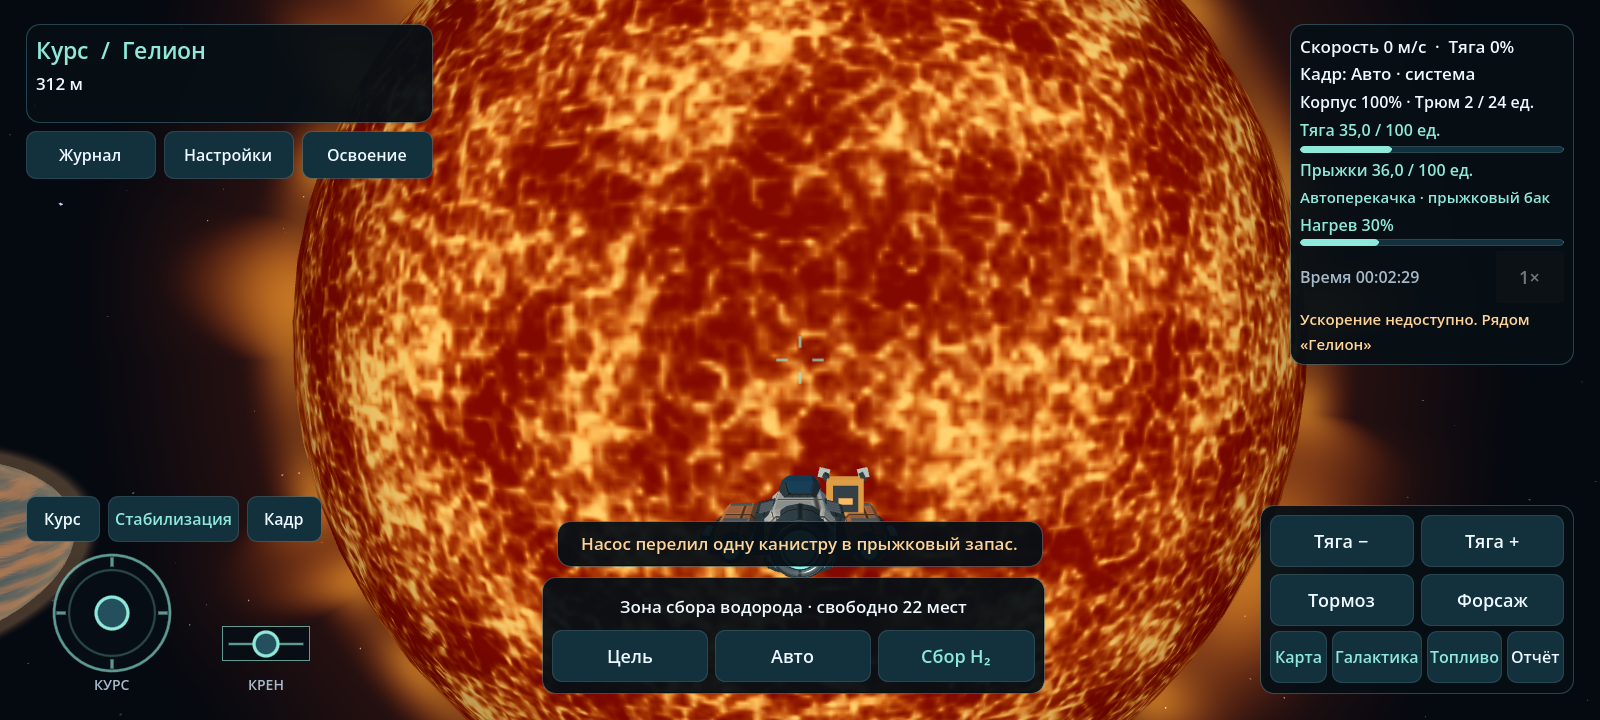 Курс / Гелион
312 м
Журнал
Настройки
Освоение
Скорость 0 м/с · Тяга 0%
Кадр: Авто · система
Корпус 100% · Трюм 2 / 24 ед.
Тяга 35,0 / 100 ед.
Прыжки 36,0 / 100 ед.
Автоперекачка · прыжковый бак
Нагрев 30%
Время 00:02:29
1×
Ускорение недоступно. Рядом
«Гелион»
Курс
Стабилизация
Кадр
КУРС
КРЕН
Насос перелил одну канистру в прыжковый запас.
Зона сбора водорода · свободно 22 мест
Цель
Авто
Сбор H₂
Тяга −
Тяга +
Тормоз
Форсаж
Карта
Галактика
Топливо
Отчёт